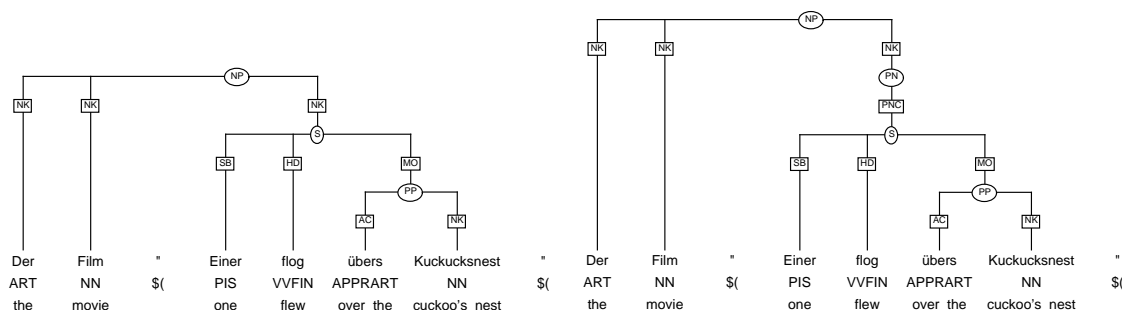 NP
NK NK NK
S
SB HD MO
PP
AC NK
Der Film " Einer flog übers Kuckucksnest "
ART NN $( PIS VVFIN APPRART NN $(
the movie one flew over the cuckoo's nest
NP
NK NK NK
PN
PNC
S
SB HD MO
PP
AC NK
Der Film " Einer flog übers Kuckucksnest "
ART NN $( PIS VVFIN APPRART NN $(
the movie one flew over the cuckoo's nest